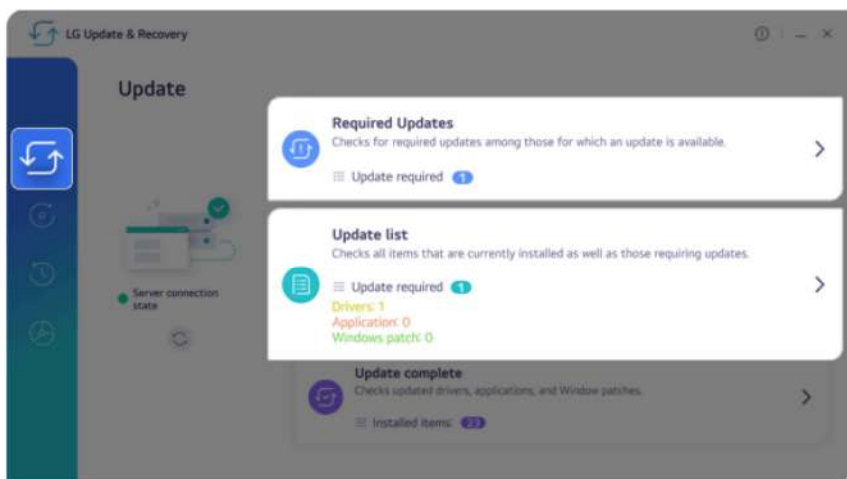 LG Update & Recovery
Update
Required Updates
Checks for required updates among those for which an update is available.
Update required 1
Update list
Checks all items that are currently installed as well as those requiring updates.
Update required 1
Drivers: 1
Application: 0
Windows patch: 0
Server connection
state
Update complete
Checks updated drivers, applications, and Window patches.
Installed items: 23